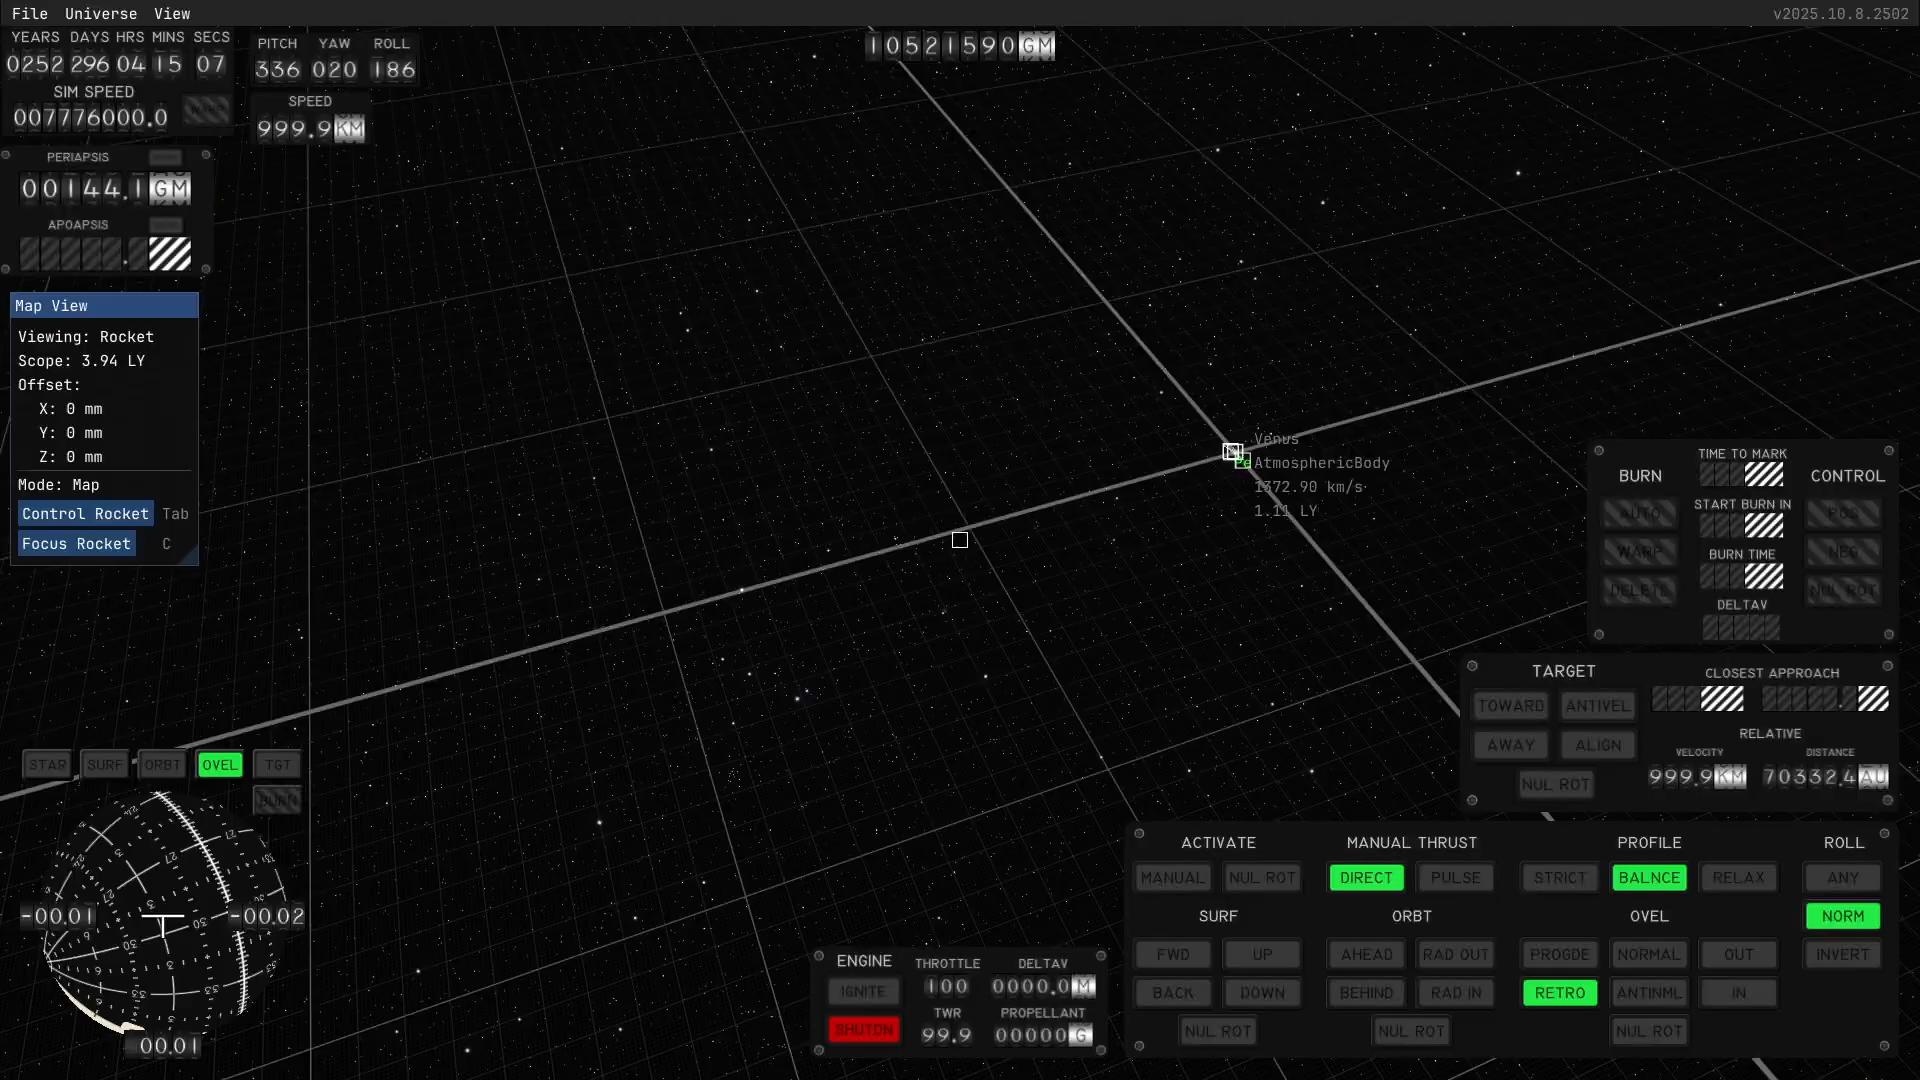 File Universe View
v2025.10.8.2502
YEARS DAYS HRS MINS SECS
0252 296 04 15 07
SIM SPEED
007776000.0
PITCH YAW ROLL
336 020 186
SPEED
999.9 KM
10521590 GM
PERIAPSIS
00144.1 GM
APOAPSIS
Map View
Viewing: Rocket
Scope: 3.94 LY
Offset:
X: 0 mm
Y: 0 mm
Z: 0 mm
Mode: Map
Control Rocket Tab
Focus Rocket C
Venus
Pe AtmosphericBody
1372.90 km/s
1.11 LY
BURN TIME TO MARK CONTROL
AUTO START BURN IN POS
WARP BURN TIME NEG
DELETE DELTAV NUL ROT
TARGET CLOSEST APPROACH
TOWARD ANTIVEL
RELATIVE
AWAY ALIGN VELOCITY DISTANCE
NUL ROT 999.9 KM 70332.4 AU
STAR SURF ORBT OVEL TGT
BURN
-00.01 -00.02
00.01
ENGINE THROTTLE DELTAV
IGNITE 100 0000.0 M
SHUTDN TWR PROPELLANT
99.9 00000 G
ACTIVATE MANUAL THRUST PROFILE ROLL
MANUAL NUL ROT DIRECT PULSE STRICT BALNCE RELAX ANY
SURF ORBT OVEL NORM
FWD UP AHEAD RAD OUT PROGDE NORMAL OUT INVERT
BACK DOWN BEHIND RAD IN RETRO ANTINML IN
NUL ROT NUL ROT NUL ROT